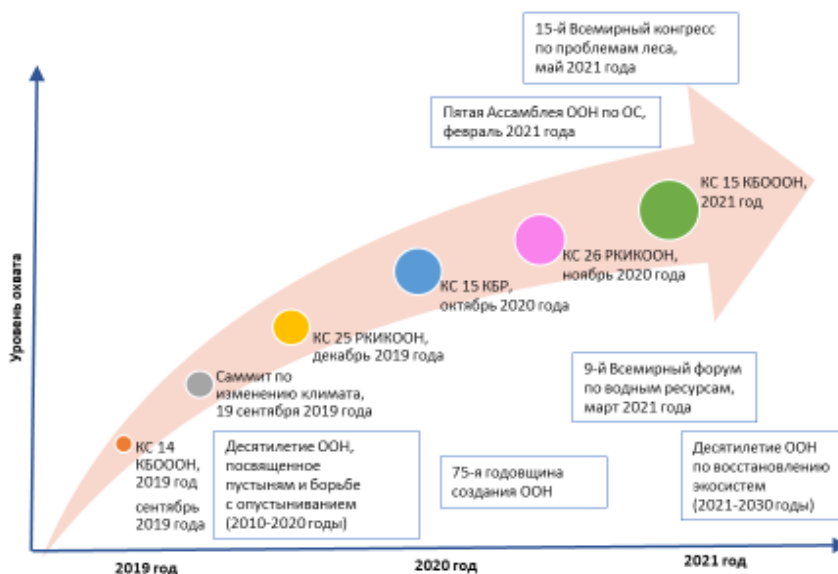 15-й Всемирный конгресс
по проблемам леса,
май 2021 года
Пятая Ассамблея ООН по ОС,
февраль 2021 года
КС 15 КБОООН,
2021 год
КС 26 РКИКООН,
ноябрь 2020 года
КС 15 КБР,
октябрь 2020 года
КС 25 РКИКООН,
декабрь 2019 года
Саммит по
изменению климата,
19 сентября 2019 года
КС 14
КБОООН,
2019 год
сентябрь
2019 года
Десятилетие ООН,
посвященное
пустыням и борьбе
с опустыниванием
(2010-2020 годы)
75-я годовщина
создания ООН
9-й Всемирный форум
по водным ресурсам,
март 2021 года
Десятилетие ООН
по восстановлению
экосистем
(2021-2030 годы)
Уровень охвата
2019 год
2020 год
2021 год